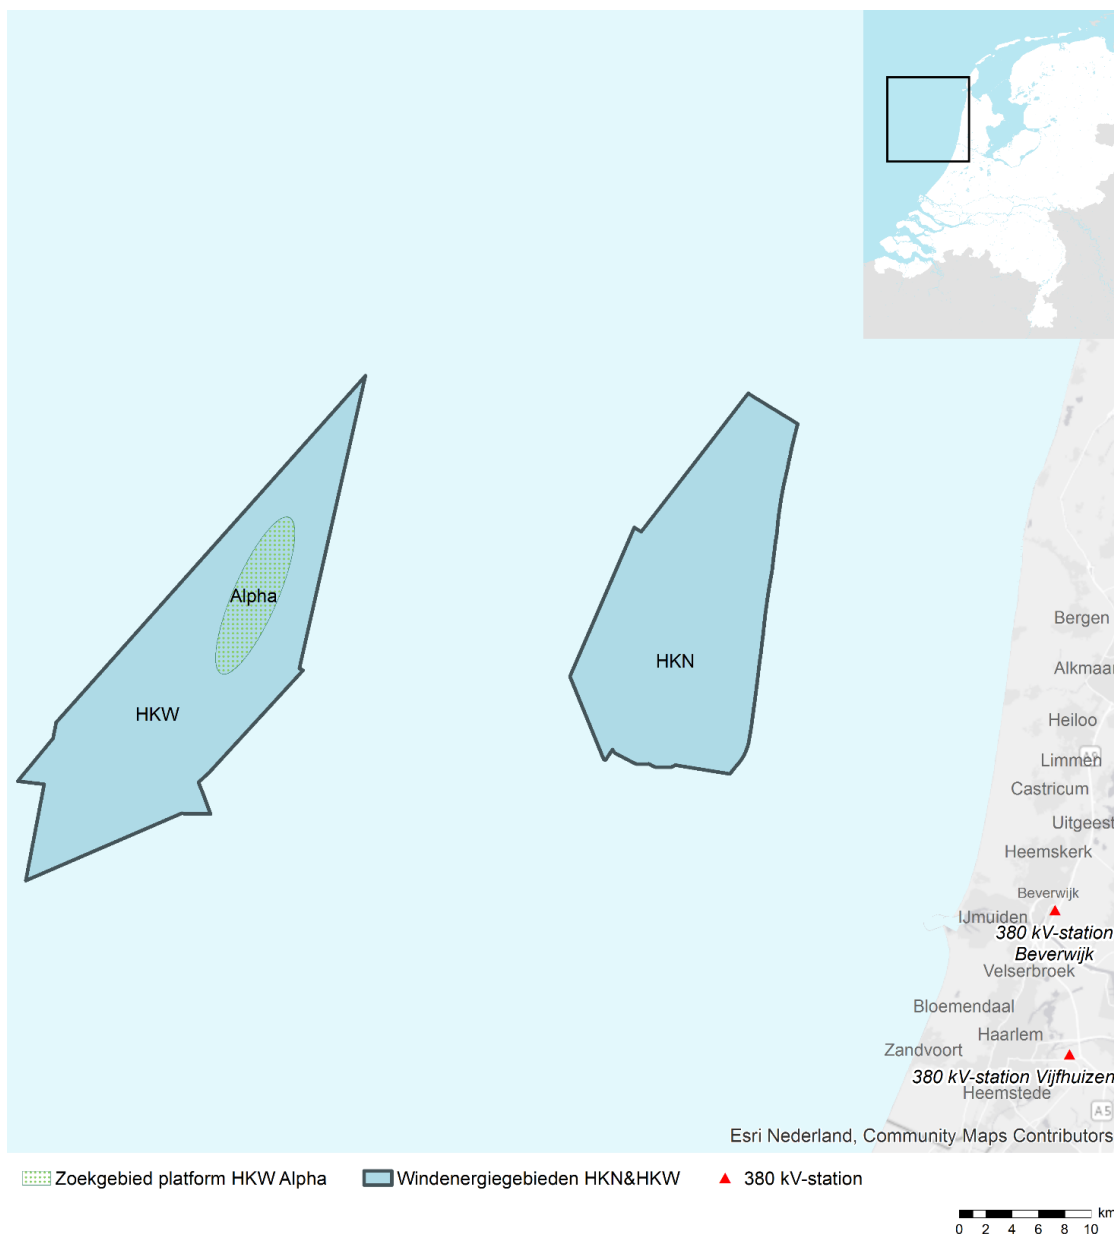 Alpha
HKN
HKW
Bergen
Alkmaar
Heiloo
A9
Limmen
Castricum
Uitgeest
Heemskerk
Beverwijk
IJmuiden
380 kV-station
Beverwijk
Velserbroek
Bloemendaal
Haarlem
Zandvoort
380 kV-station Vijfhuizen
Heemstede
A5
Esri Nederland, Community Maps Contributors
Zoekgebied platform HKW Alpha
Windenergiegebieden HKN&HKW
380 kV-station
km
0 2 4 6 8 10